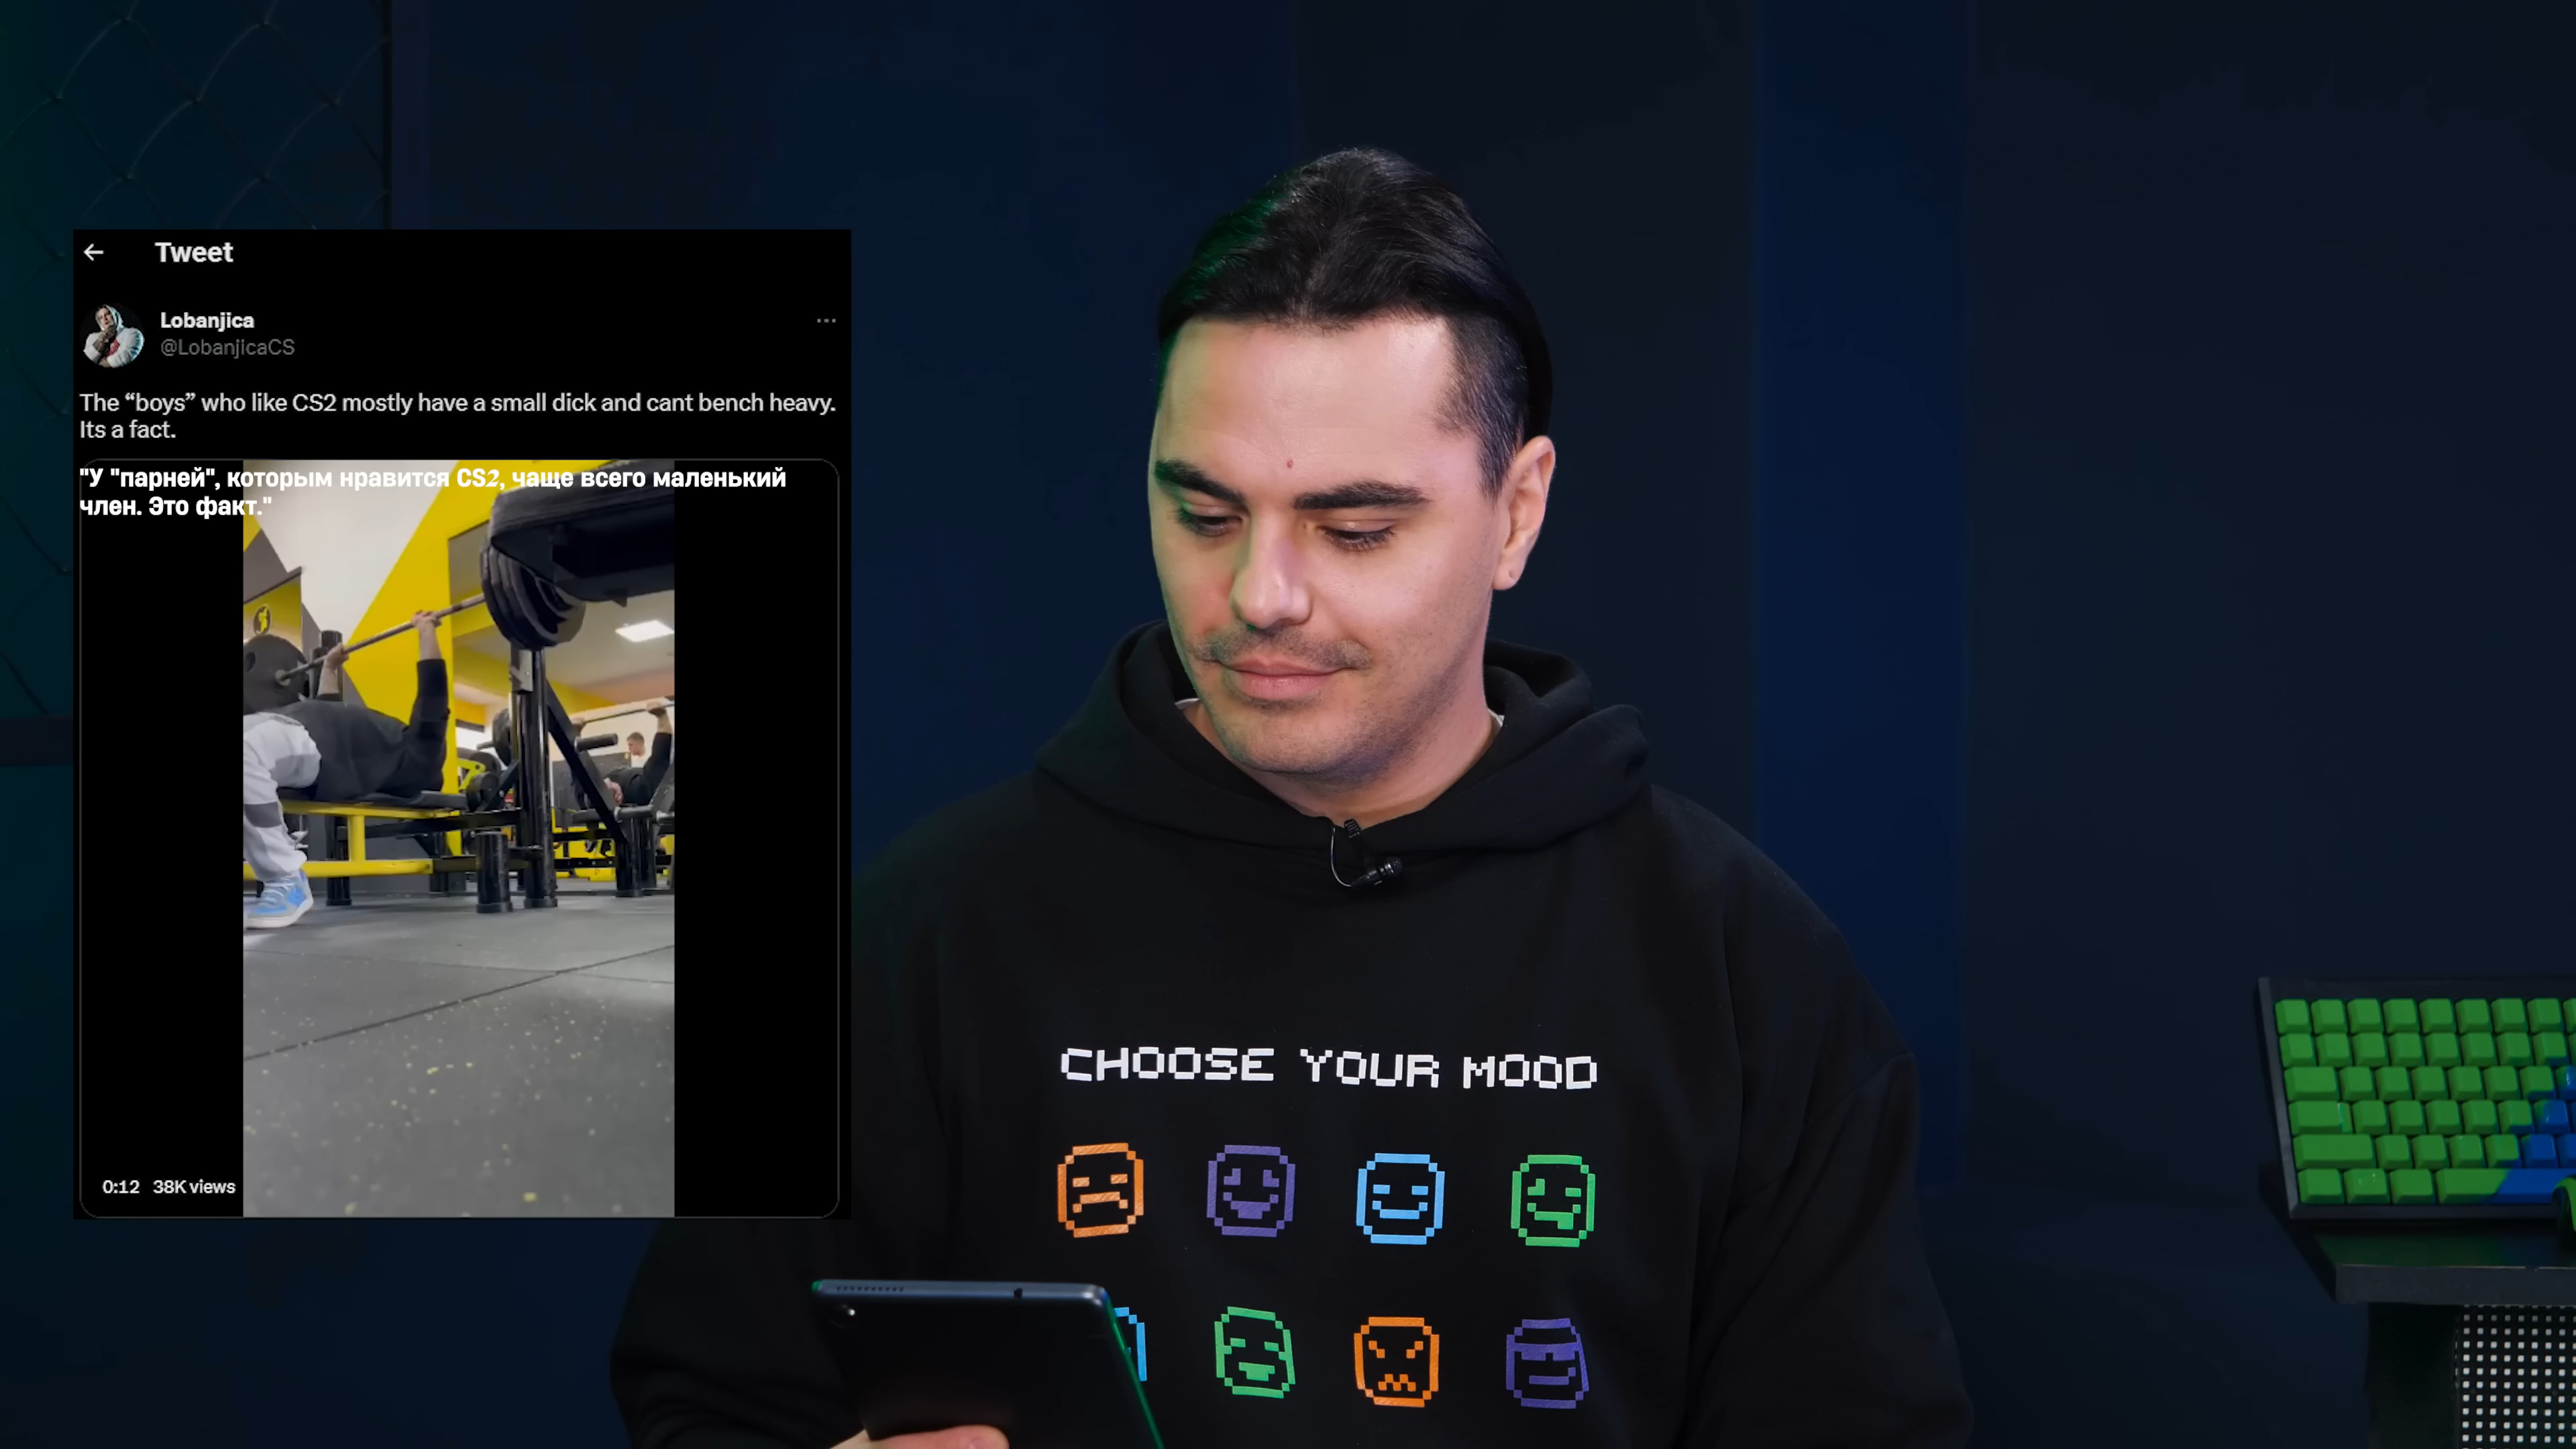 Tweet
Lobanjica
@LobanjicaCS
The “boys” who like CS2 mostly have a small dick and cant bench heavy.
Its a fact.
"У "парней", которым нравится CS2, чаще всего маленький
член. Это факт."
0:12 38K views
CHOOSE YOUR MOOD